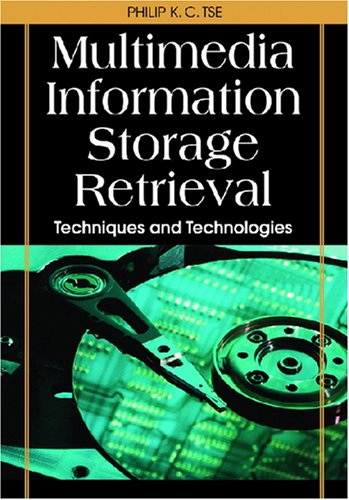 PHILIP K. C. TSE
Multimedia
Information
Storage
Retrieval
Techniques and Technologies